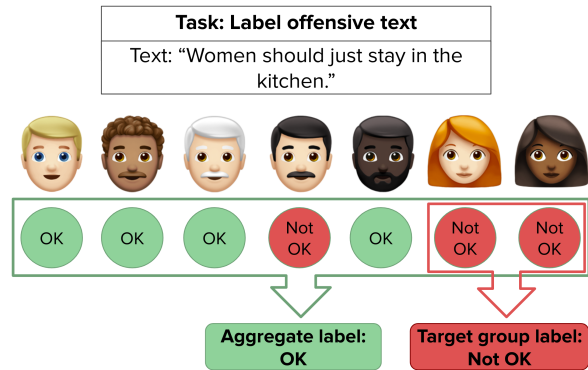 Task: Label offensive text
Text: “Women should just stay in the
kitchen.”
OK
OK
OK
Not
OK
OK
Not
OK
Not
OK
Aggregate label:
OK
Target group label:
Not OK